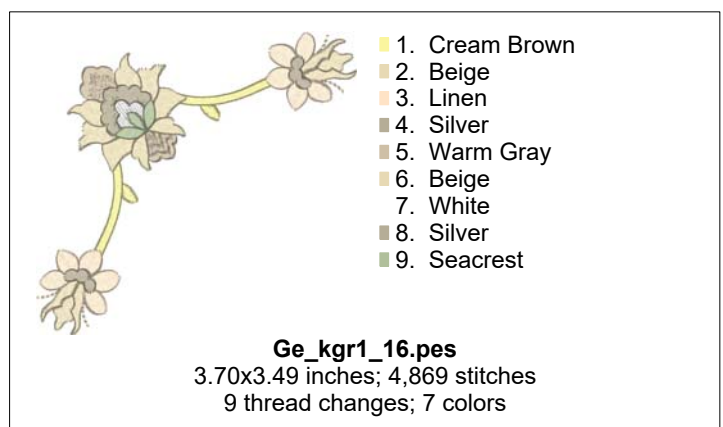 1. Cream Brown
2. Beige
3. Linen
4. Silver
5. Warm Gray
6. Beige
7. White
8. Silver
9. Seacrest
Ge_kgr1_16.pes
3.70x3.49 inches; 4,869 stitches
9 thread changes; 7 colors